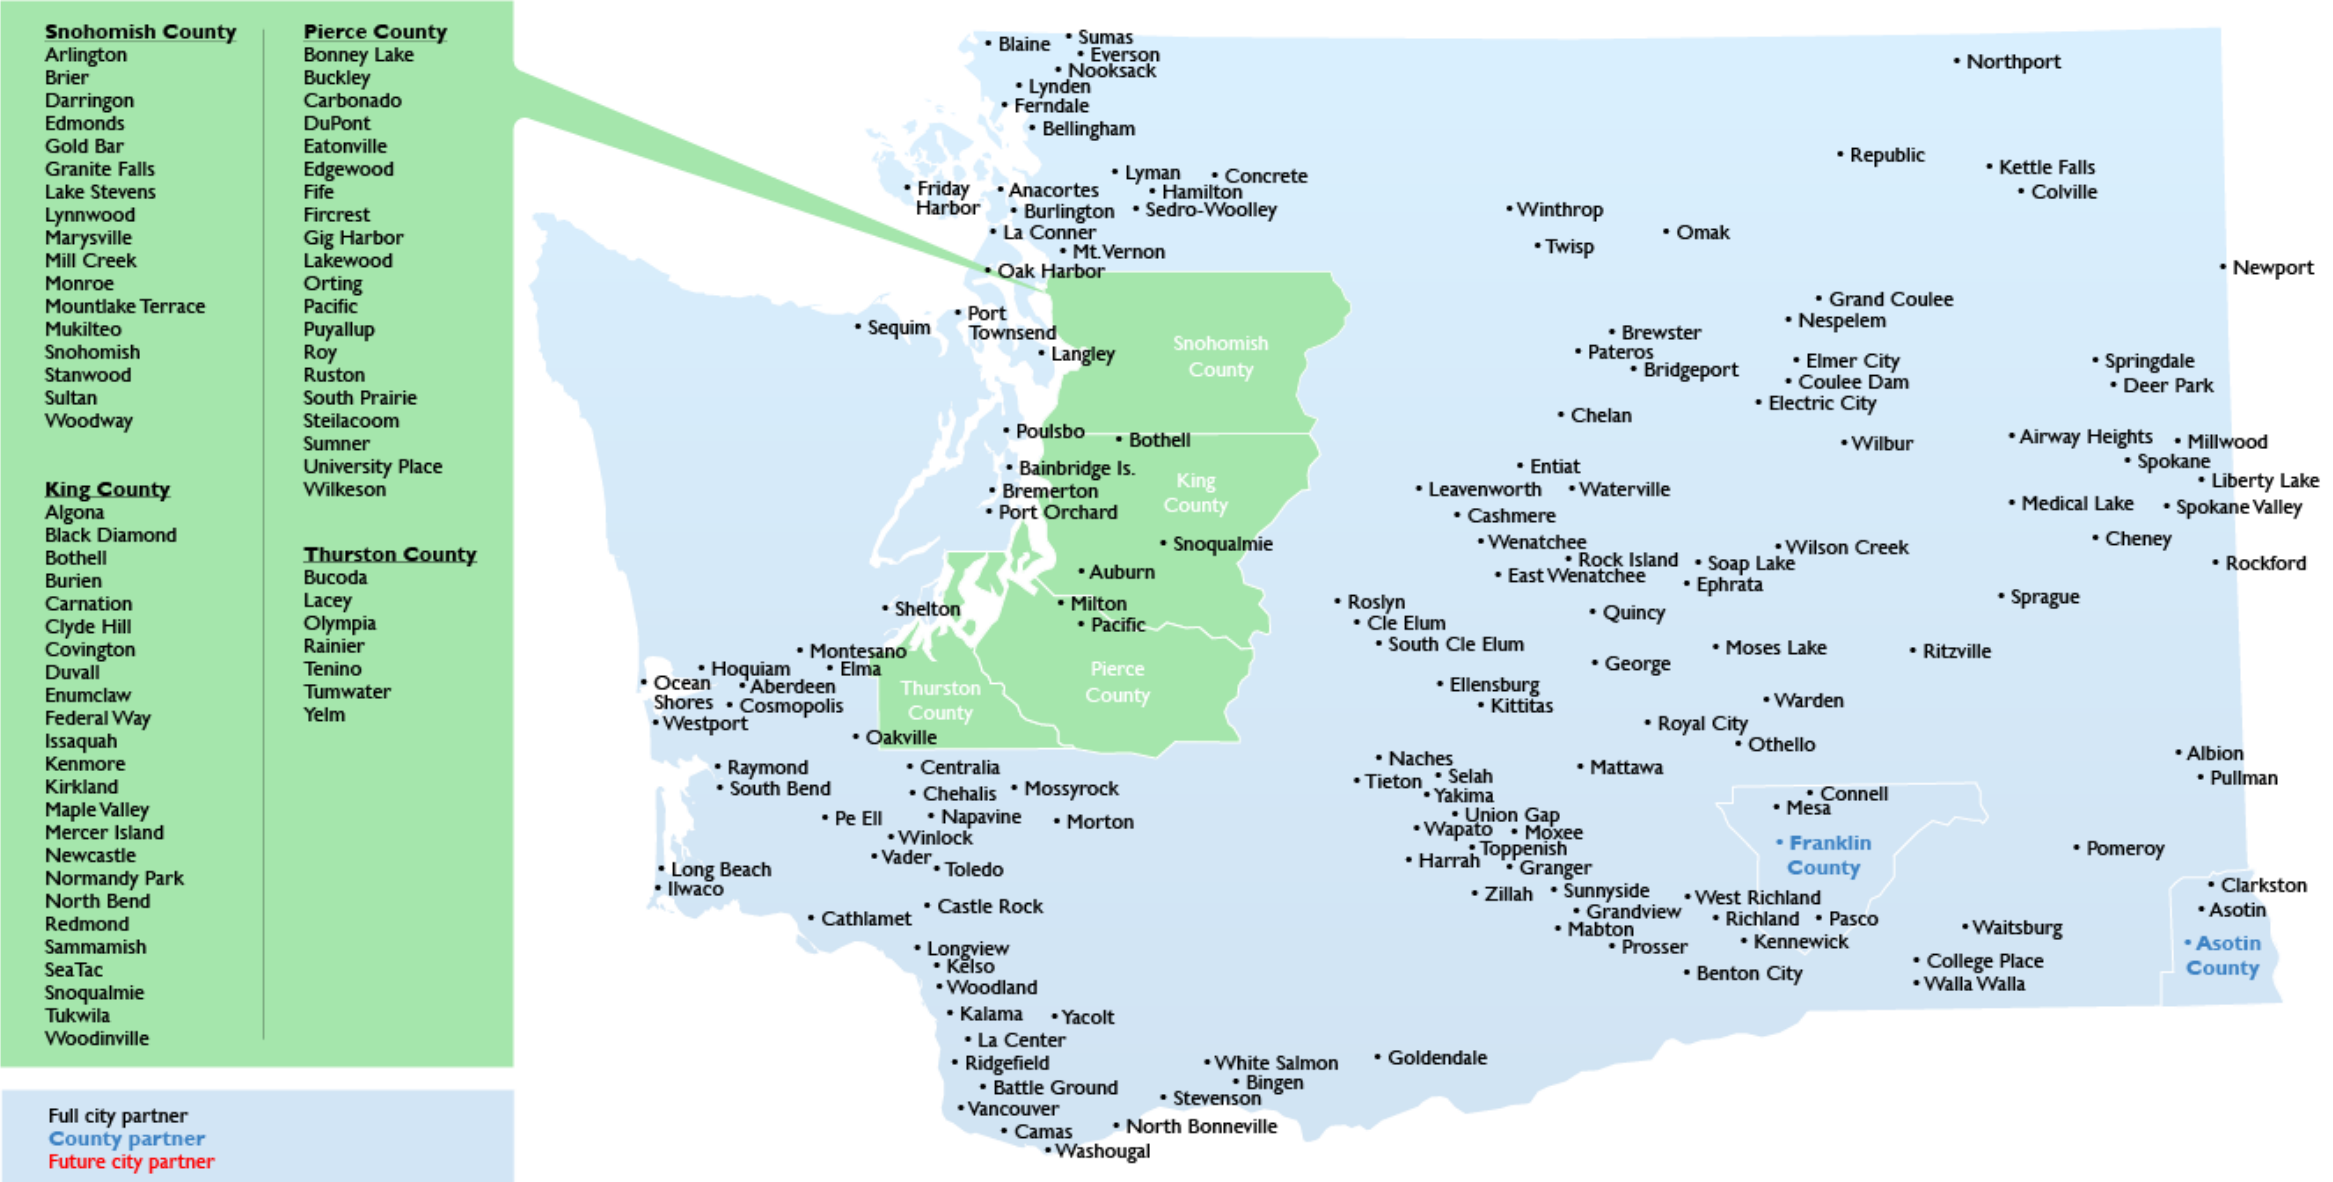 Snohomish County
Arlington
Brier
Darringon
Edmonds
Gold Bar
Granite Falls
Lake Stevens
Lynnwood
Marysville
Mill Creek
Monroe
Mountlake Terrace
Mukilteo
Snohomish
Stanwood
Sultan
Woodway
King County
Algona
Black Diamond
Bothell
Burien
Carnation
Clyde Hill
Covington
Duvall
Enumclaw
Federal Way
Issaquah
Kenmore
Kirkland
Maple Valley
Mercer Island
Newcastle
Normandy Park
North Bend
Redmond
Sammamish
SeaTac
Snoqualmie
Tukwila
Woodinville
Pierce County
Bonney Lake
Buckley
Carbonado
DuPont
Eatonville
Edgewood
Fife
Fircrest
Gig Harbor
Lakewood
Orting
Pacific
Puyallup
Roy
Ruston
South Prairie
Steilacoom
Sumner
University Place
Wilkeson
Thurston County
Bucoda
Lacey
Olympia
Rainier
Tenino
Tumwater
Yelm
Full city partner
County partner
Future city partner
• Blaine
• Sumas
• Everson
• Nooksack
• Lynden
• Ferndale
• Bellingham
• Lyman
• Concrete
• Hamilton
• Sedro-Woolley
• Friday
Harbor
• Anacortes
• Burlington
• La Conner
• Mt. Vernon
• Oak Harbor
• Port
Townsend
• Sequim
• Langley
Snohomish
County
• Poulsbo
• Bothell
• Bainbridge Is.
• Bremerton
• Port Orchard
King
County
• Snoqualmie
• Auburn
• Milton
• Pacific
• Shelton
Pierce
County
Thurston
County
• Montesano
• Hoquiam
• Elma
• Ocean
Shores
• Aberdeen
• Cosmopolis
• Westport
• Oakville
• Raymond
• South Bend
• Centralia
• Chehalis
• Mossyrock
• Pe Ell
• Napavine
• Morton
• Winlock
• Vader
• Toledo
• Long Beach
• Ilwaco
• Castle Rock
• Cathlamet
• Longview
• Kelso
• Woodland
• Kalama
• Yacolt
• La Center
• Ridgefield
• Battle Ground
• Vancouver
• Camas
• Washougal
• White Salmon
• Bingen
• Stevenson
• North Bonneville
• Goldendale
• Northport
• Republic
• Kettle Falls
• Colville
• Winthrop
• Twisp
• Omak
• Newport
• Grand Coulee
• Nespelem
• Brewster
• Pateros
• Bridgeport
• Elmer City
• Coulee Dam
• Electric City
• Springdale
• Deer Park
• Chelan
• Wilbur
• Airway Heights
• Millwood
• Spokane
• Liberty Lake
• Medical Lake
• Spokane Valley
• Cheney
• Rockford
• Entiat
• Leavenworth
• Waterville
• Cashmere
• Wenatchee
• Rock Island
• East Wenatchee
• Wilson Creek
• Soap Lake
• Ephrata
• Sprague
• Roslyn
• Cle Elum
• South Cle Elum
• Quincy
• George
• Moses Lake
• Ritzville
• Ellensburg
• Kittitas
• Warden
• Royal City
• Othello
• Naches
• Tieton
• Selah
• Yakima
• Mattawa
• Albion
• Pullman
• Union Gap
• Wapato
• Moxee
• Toppenish
• Harrah
• Granger
• Zillah
• Sunnyside
• Grandview
• Mabton
• Prosser
• Connell
• Mesa
• Franklin
County
• West Richland
• Richland
• Pasco
• Kennewick
• Benton City
• Pomeroy
• Waitsburg
• College Place
• Walla Walla
• Clarkston
• Asotin
• Asotin
County